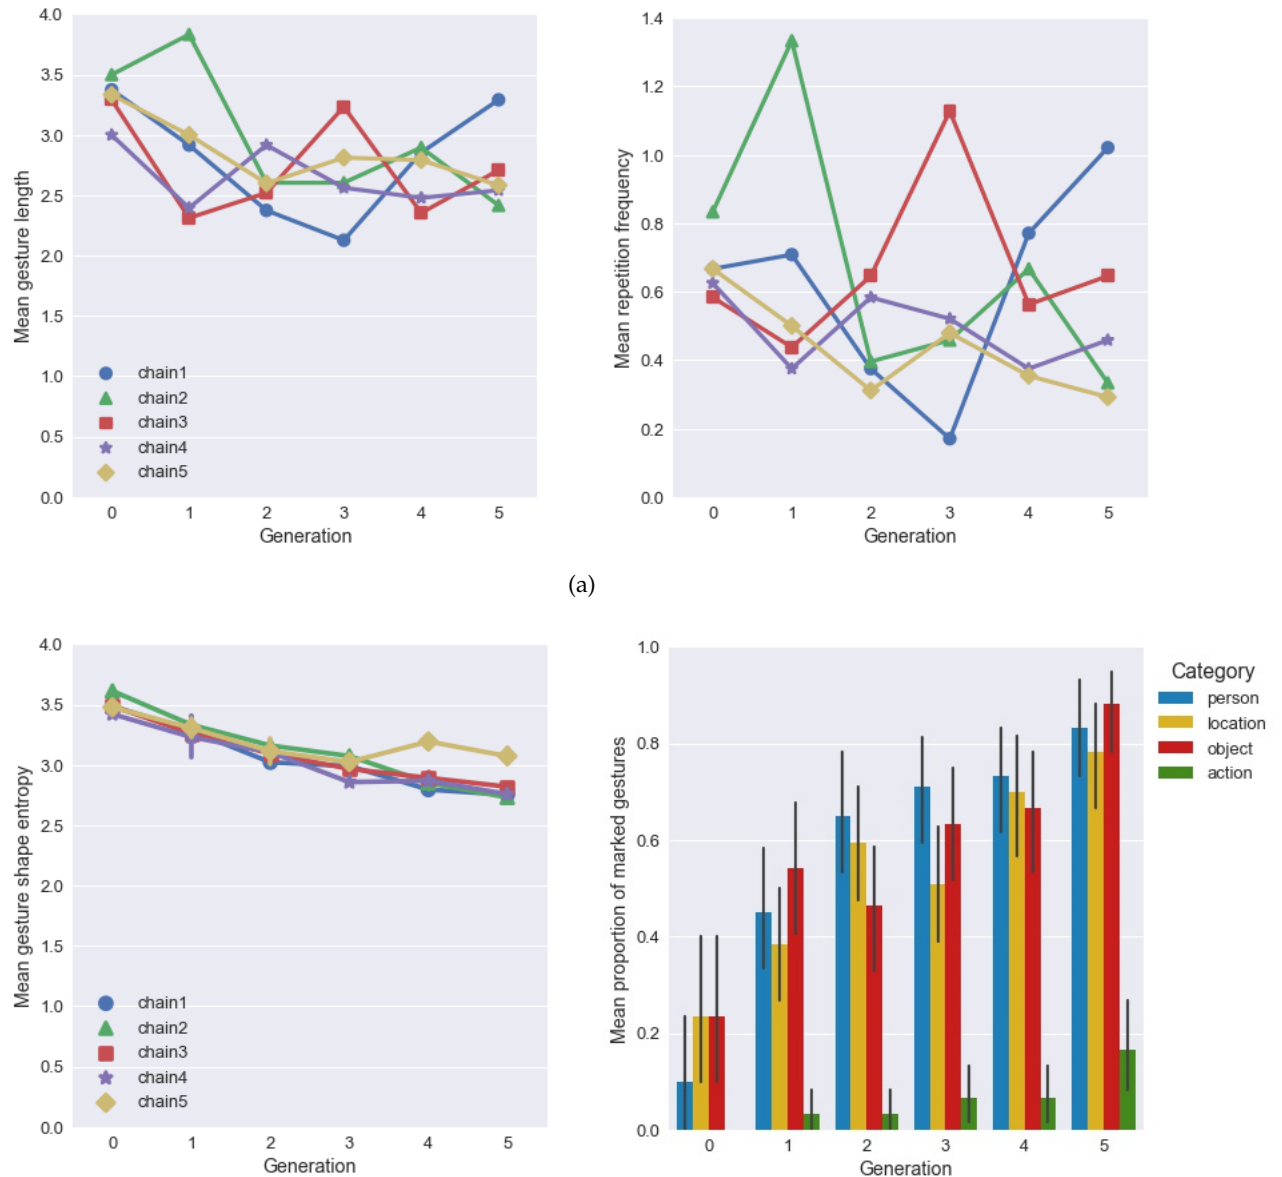 4.0
3.5
3.0
2.5
2.0
1.5
1.0
0.5
0.0
Mean gesture length
chain1
chain2
chain3
chain4
chain5
0 1 2 3 4 5
Generation
1.4
1.2
1.0
0.8
0.6
0.4
0.2
0.0
Mean repetition frequency
0 1 2 3 4 5
Generation
(a)
4.0
3.5
3.0
2.5
2.0
1.5
1.0
0.5
0.0
Mean gesture shape entropy
chain1
chain2
chain3
chain4
chain5
0 1 2 3 4 5
Generation
1.0
0.8
0.6
0.4
0.2
0.0
Mean proportion of marked gestures
0 1 2 3 4 5
Generation
Category
person
location
object
action